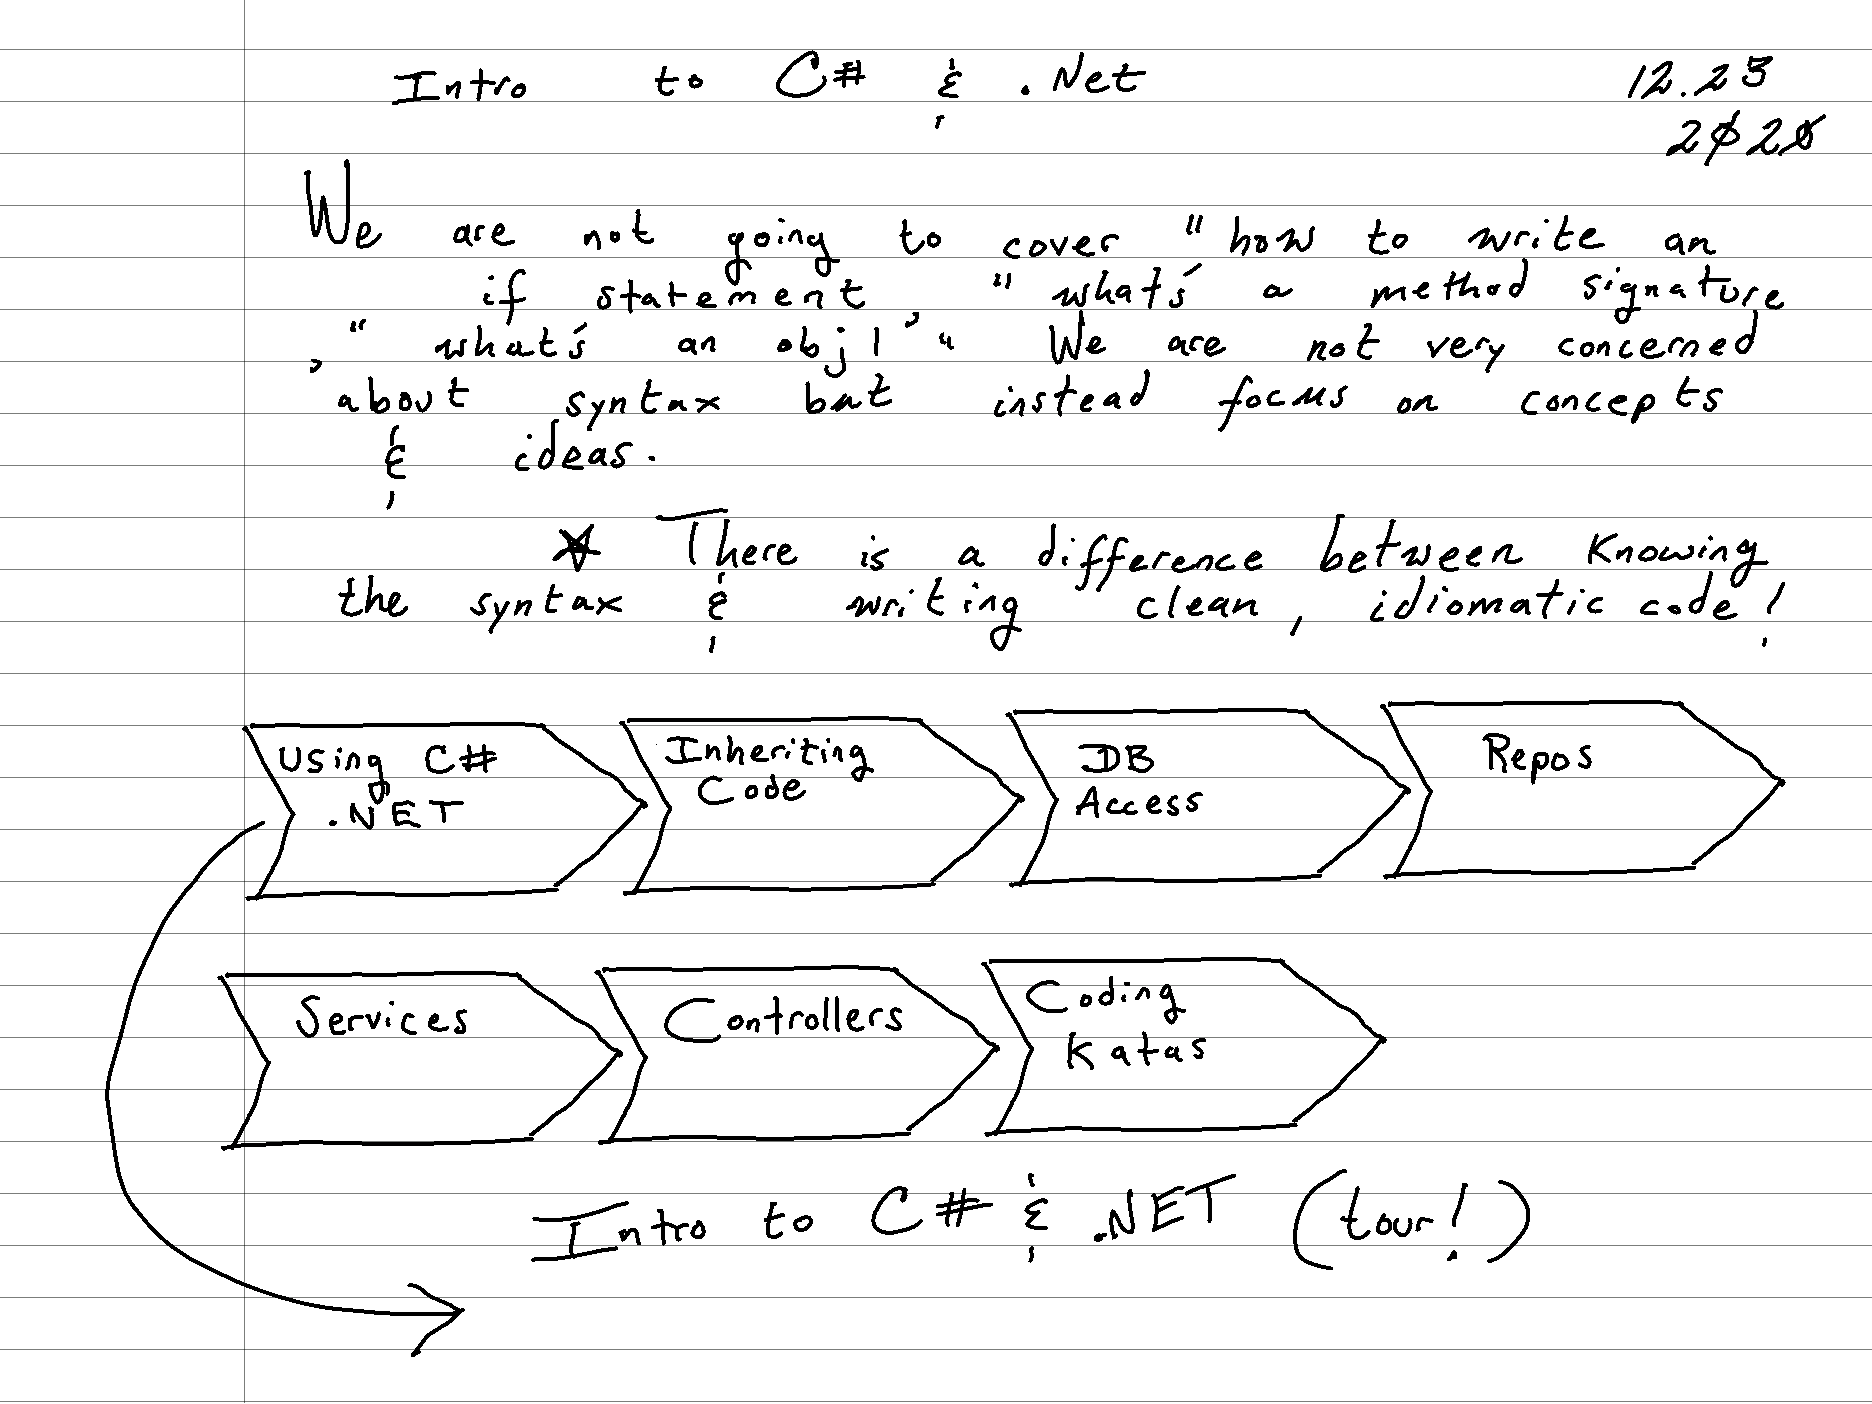 Intro to C# & .Net
12.23
2020
We are not going to cover "how to write an
if statement " what's a method signature
, " what's an obj 1 ' " We are not very concerned
about syntax but instead focus on concepts
& ideas.
★ There is a difference between Knowing
the syntax & writing clean, idiomatic code!
Using C#
.NET
Inheriting
Code
DB
Access
Repos
Services
Controllers
Coding
Katas
Intro to C# & .NET (tour!)